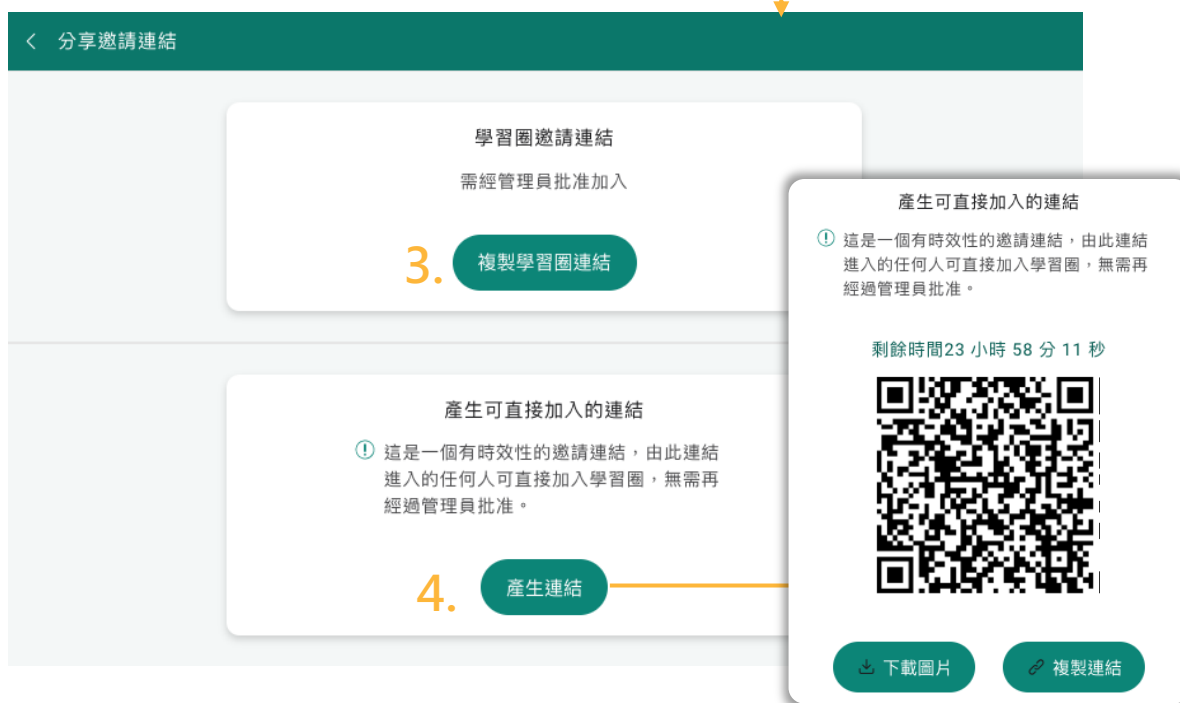 分享邀請連結
學習圈邀請連結
需經管理員批准加入
3.
複製學習圈連結
產生可直接加入的連結
這是一個有時效性的邀請連結，由此連結
進入的任何人可直接加入學習圈，無需再
經過管理員批准。
4.
產生連結
產生可直接加入的連結
這是一個有時效性的邀請連結，由此連結
進入的任何人可直接加入學習圈，無需再
經過管理員批准。
剩餘時間23 小時 58 分 11 秒
下載圖片
複製連結